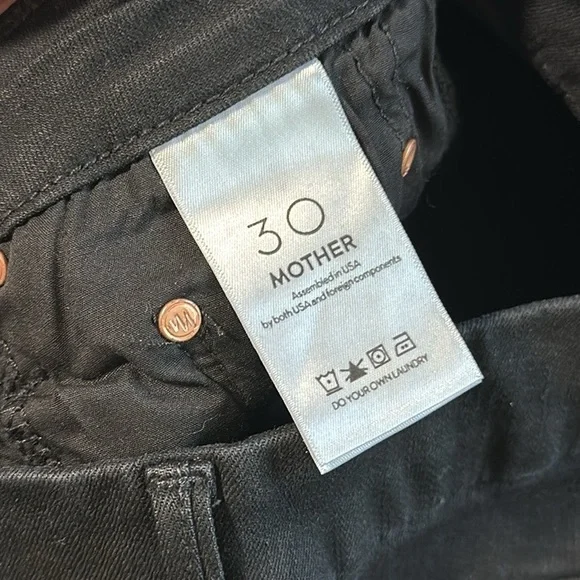 30
MOTHER
Assembled in USA
by both USA and foreign components
DO YOUR OWN LAUNDRY